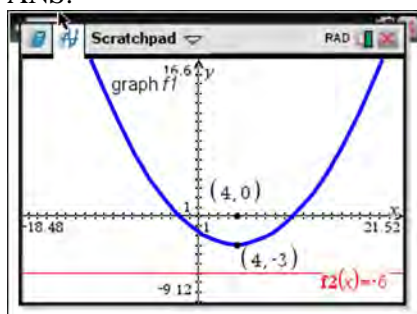 ANS:
Scratchpad
RAD
16.6 y
graph f1
(4,0)
1
x
-18.48
1
21.52
(4,-3)
f2(x)=-6
-9.12